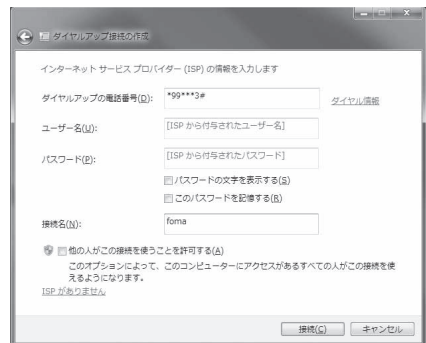 ダイヤルアップ接続の作成
インターネット サービス プロバイダー (ISP) の情報を入力します
ダイヤルアップの電話番号(D): *99***3# ダイヤル情報
ユーザー名(U): [ISP から付与されたユーザー名]
パスワード(P): [ISP から付与されたパスワード]
パスワードの文字を表示する(S)
このパスワードを記憶する(R)
接続名(N): foma
他の人がこの接続を使うことを許可する(A)
このオプションによって、このコンピューターにアクセスがあるすべての人がこの接続を使
えるようになります。
ISP がありません
接続(C) キャンセル